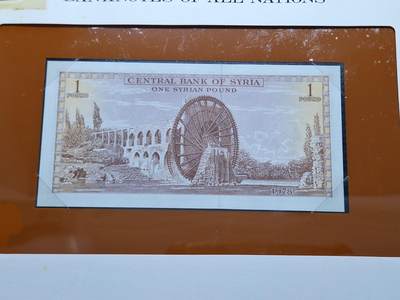 BANKNOTES OF ALL NATIONS
1
POUND
CENTRAL BANK OF SYRIA
ONE SYRIAN POUND
1
POUND
1978